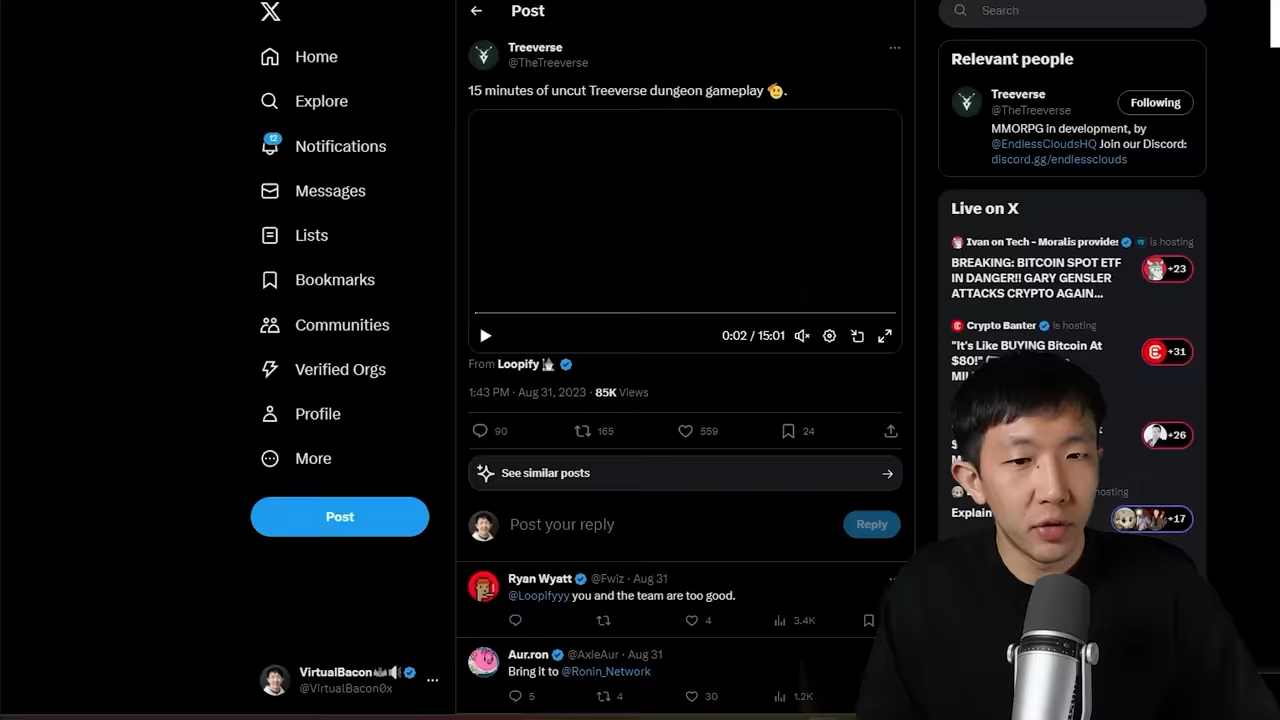 Home
Explore
12
Notifications
Messages
Lists
Bookmarks
Communities
Verified Orgs
Profile
More
Post
VirtualBacon
@VirtualBacon0x
Post
Treeverse
@TheTreeverse
15 minutes of uncut Treeverse dungeon gameplay 🫡.
0:02 / 15:01
From Loopify
1:43 PM · Aug 31, 2023 · 85K Views
90 165 559 24
See similar posts
Post your reply
Reply
Ryan Wyatt @Fwiz · Aug 31
@Loopifyyy you and the team are too good.
4 3.4K
Aur.ron @AxieAur · Aug 31
Bring it to @Ronin_Network
5 4 30 1.2K
Search
Relevant people
Treeverse
@TheTreeverse
Following
MMORPG in development, by
@EndlessCloudsHQ Join our Discord:
discord.gg/endlessclouds
Live on X
Ivan on Tech - Moralis provides is hosting
BREAKING: BITCOIN SPOT ETF
IN DANGER!! GARY GENSLER
ATTACKS CRYPTO AGAIN...
+23
Crypto Banter is hosting
"It's Like BUYING Bitcoin At
$80!"
+31
+26
hosting
Explain
+17